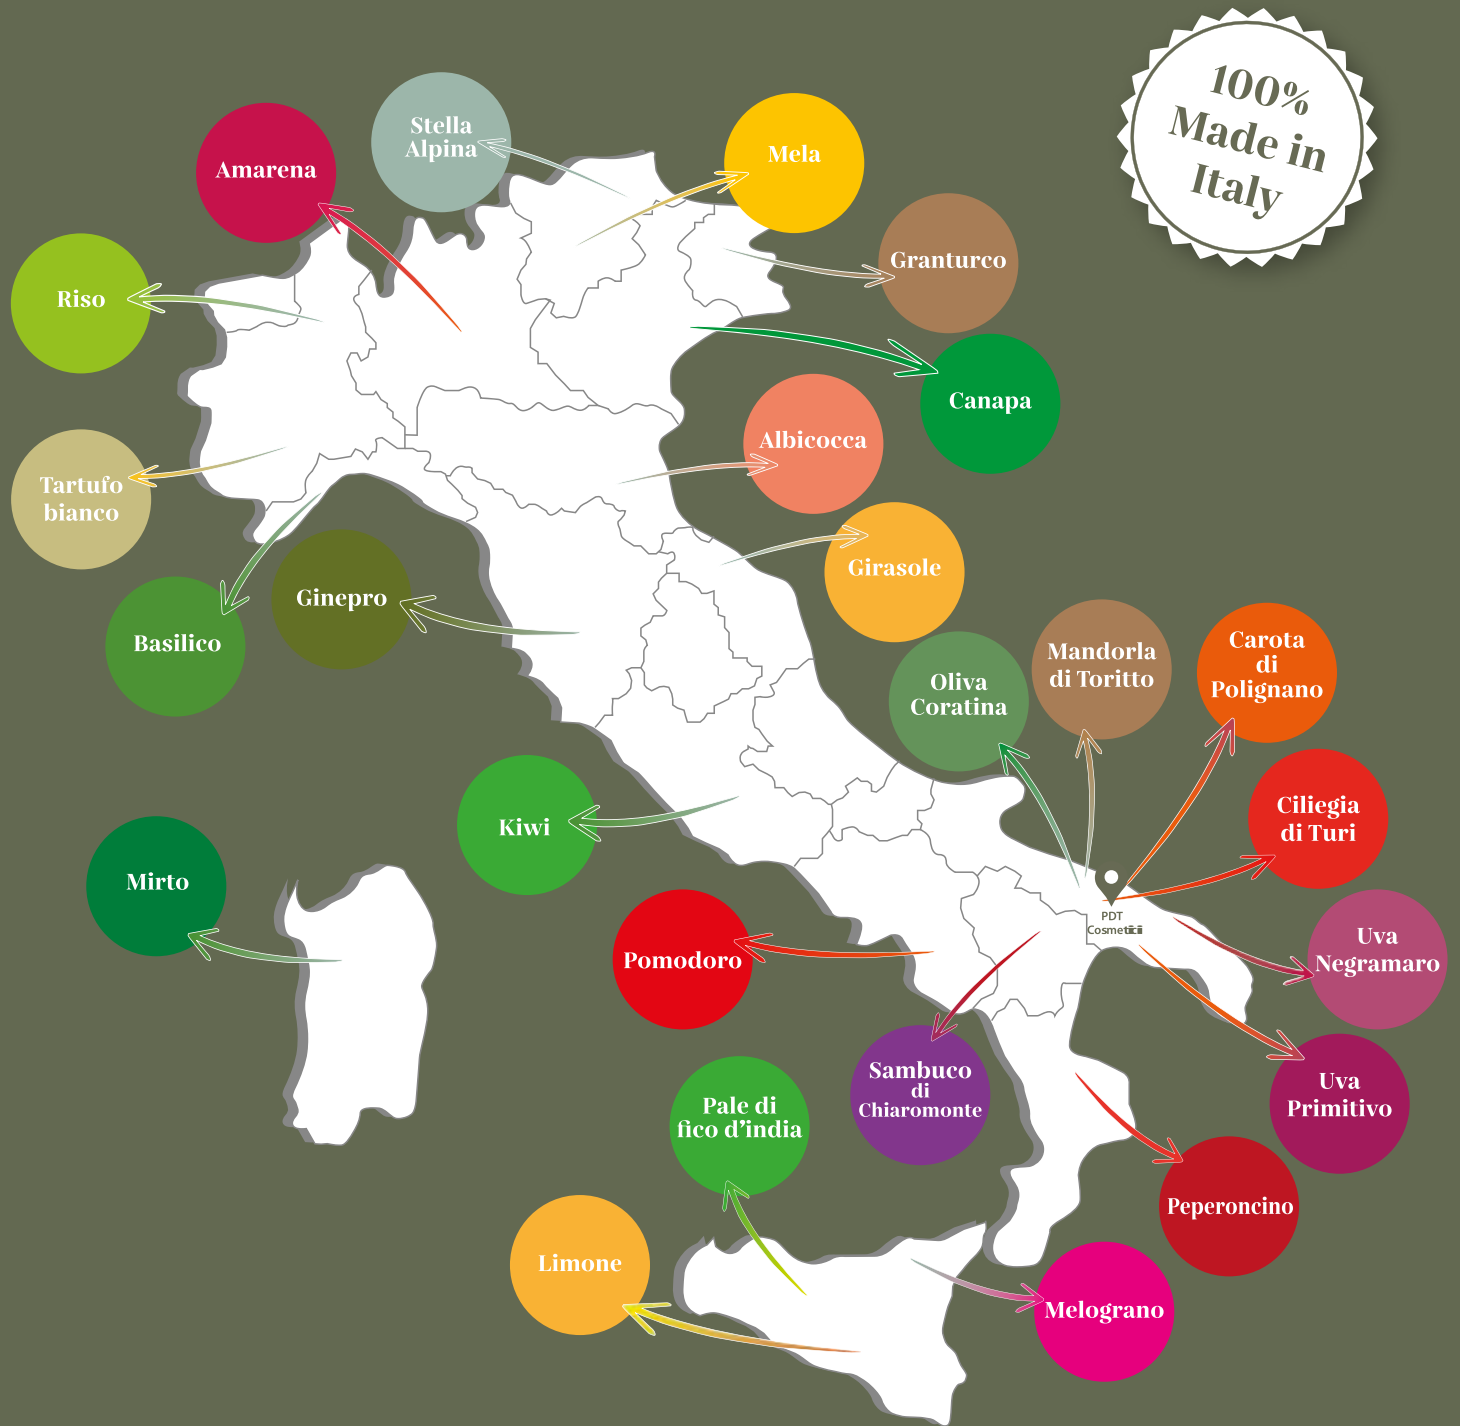 100%
Made in
Italy
Stella
Alpina
Mela
Amarena
Granturco
Riso
Canapa
Albicocca
Tartufo
bianco
Girasole
Ginepro
Basilico
Oliva
Coratina
Mandorla
di Toritto
Carota
di
Polignano
Ciliegia
di Turi
Kiwi
Mirto
PDT
Cosmetici
Uva
Negramaro
Pomodoro
Sambuco
di
Chiaromonte
Uva
Primitivo
Pale di
fico d’india
Peperoncino
Limone
Melograno